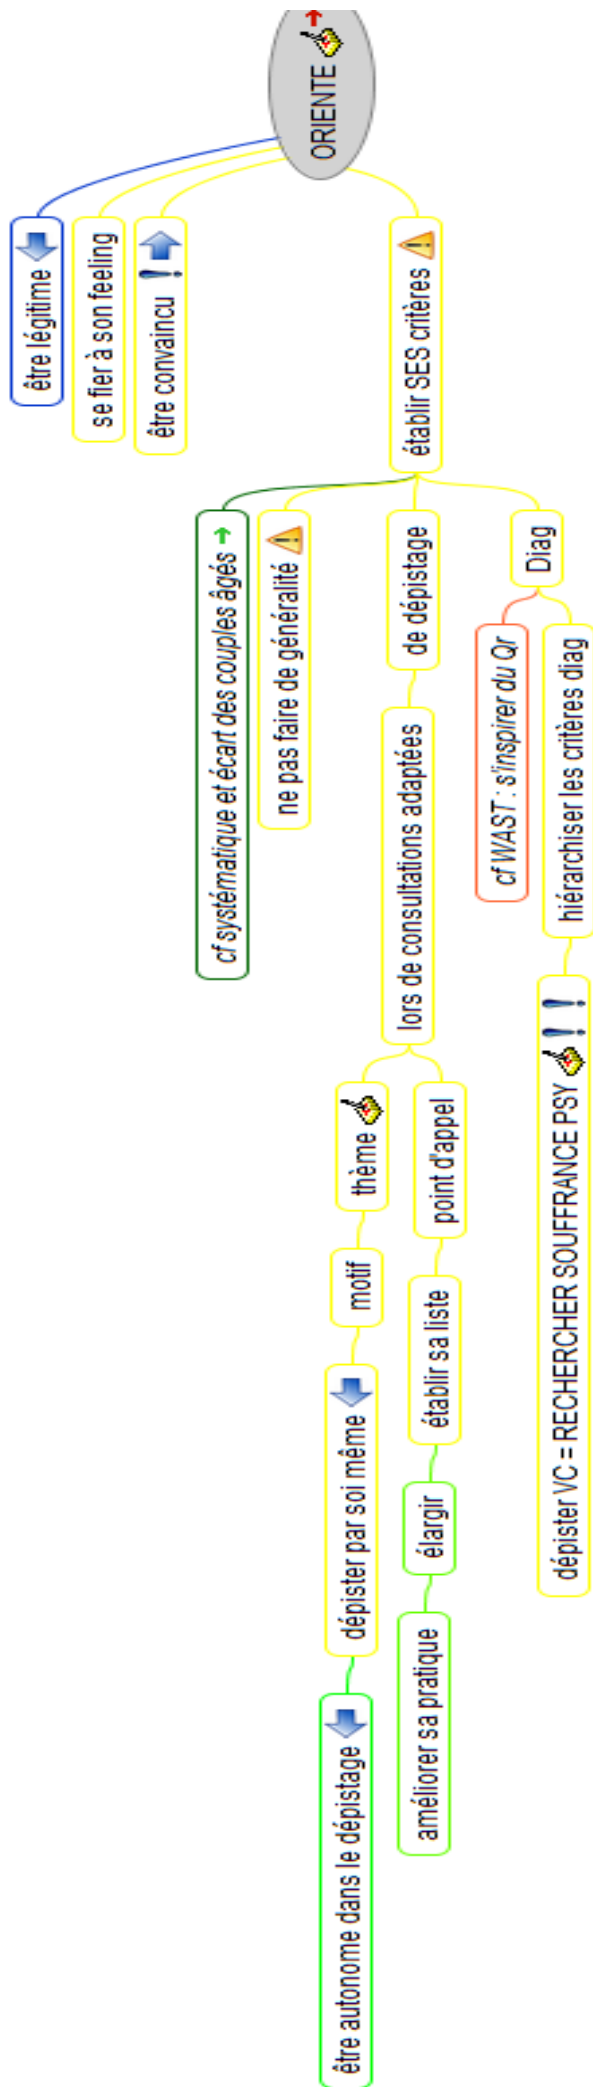 ORIENTE
être légitime
se fier à son feeling
être convaincu
établir SES critères
cf systématique et écart des couples âgés
ne pas faire de généralité
de dépistage
lors de consultations adaptées
thème
motif
dépister par soi même
être autonome dans le dépistage
point d'appel
établir sa liste
élargir
améliorer sa pratique
Diag
cf WAST : s'inspirer du Qr
hiérarchiser les critères diag
dépister VC = RECHERCHER SOUFFRANCE PSY